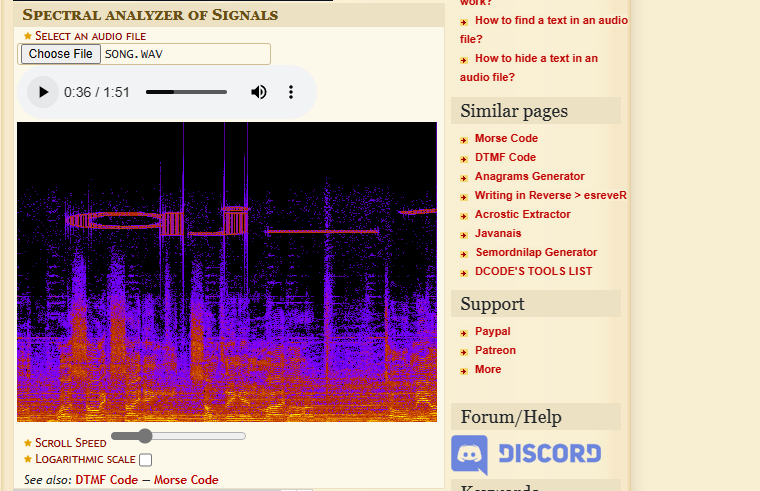 Spectral analyzer of Signals
Select an audio file
Choose File SONG.WAV
0:36 / 1:51
Scroll Speed
Logarithmic scale
See also: DTMF Code — Morse Code
work?
How to find a text in an audio
file?
How to hide a text in an
audio file?
Similar pages
Morse Code
DTMF Code
Anagrams Generator
Writing in Reverse > esreveR
Acrostic Extractor
Javanais
Semordnilap Generator
DCODE'S TOOLS LIST
Support
Paypal
Patreon
More
Forum/Help
DISCORD
Keywords